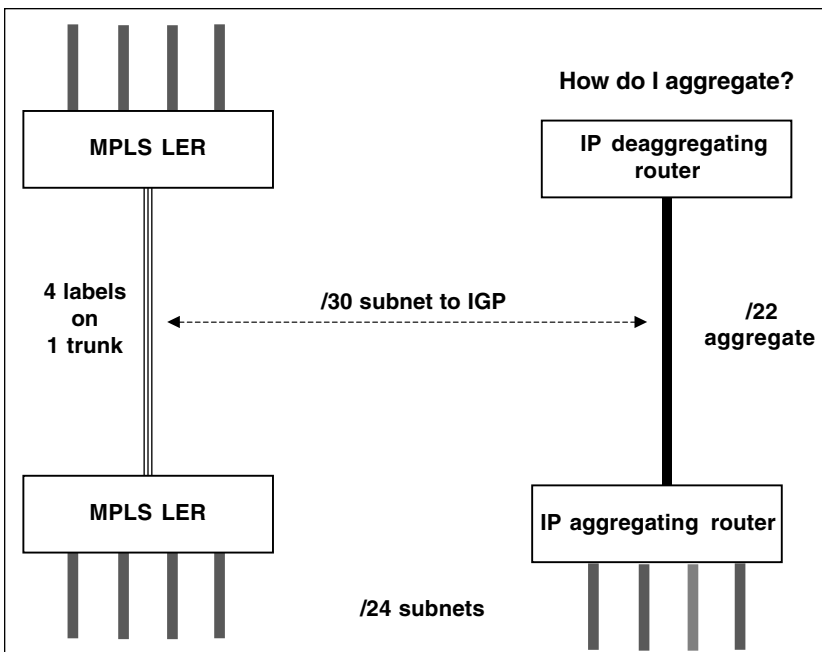 How do I aggregate?
MPLS LER
IP deaggregating
router
4 labels
on
1 trunk
/30 subnet to IGP
/22
aggregate
MPLS LER
IP aggregating router
/24 subnets